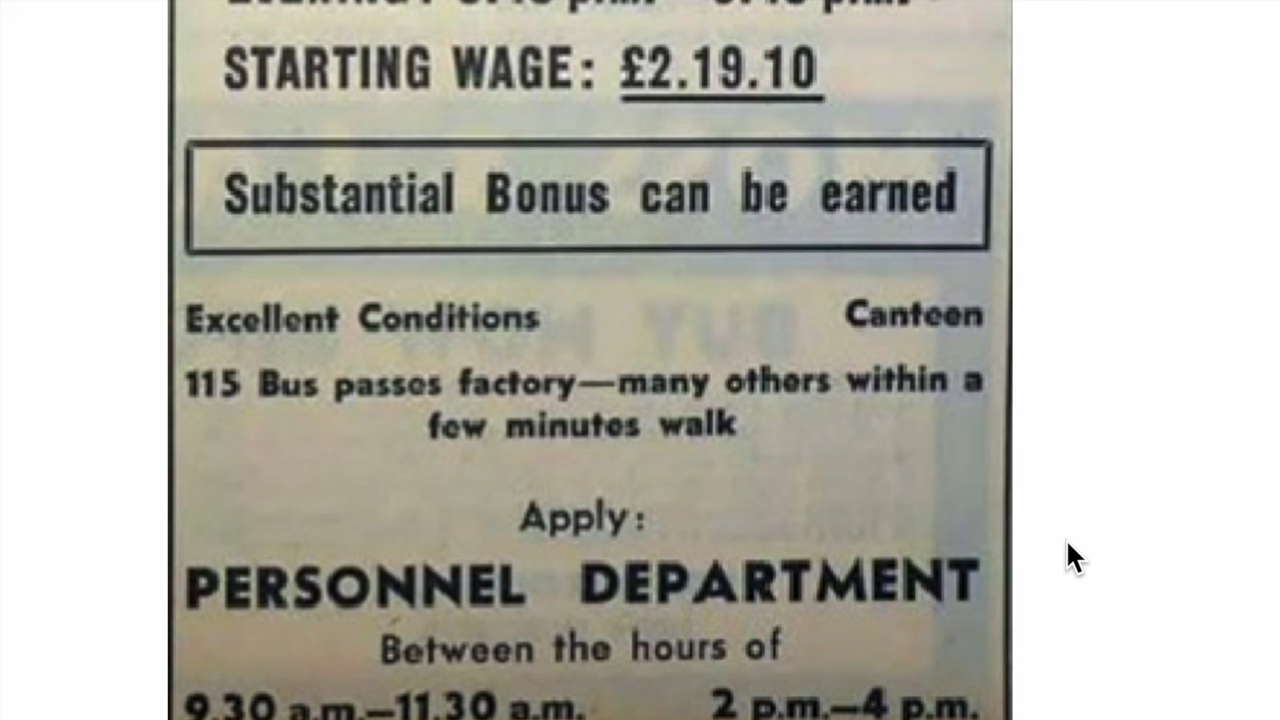 STARTING WAGE: £2.19.10
Substantial Bonus can be earned
Excellent Conditions Canteen
115 Bus passes factory—many others within a
few minutes walk
Apply:
PERSONNEL DEPARTMENT
Between the hours of
9.30 a.m.—11.30 a.m. 2 p.m.—4 p.m.